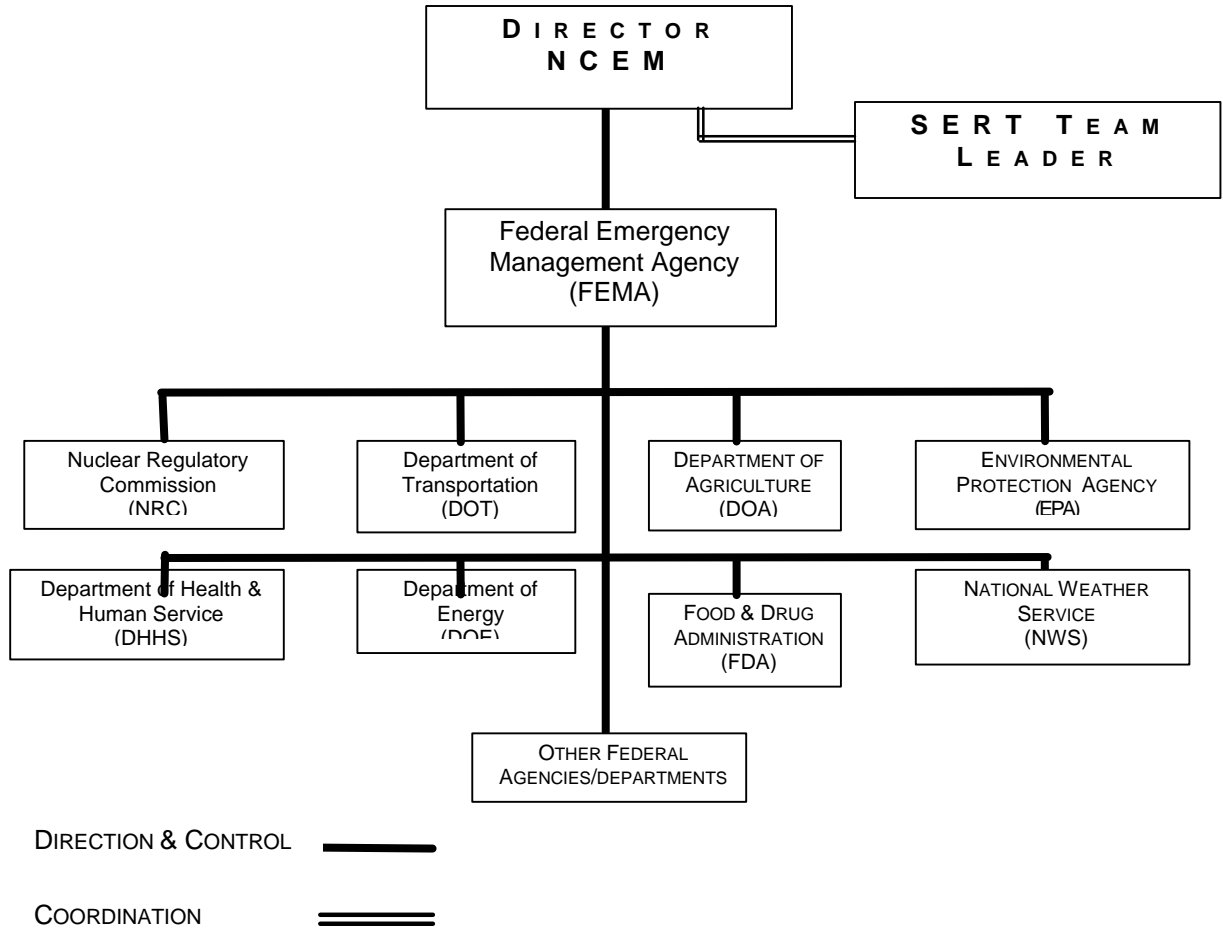 DIRECTOR
NCEM
SERT TEAM
LEADER
Federal Emergency
Management Agency
(FEMA)
Nuclear Regulatory
Commission
(NRC)
Department of
Transportation
(DOT)
DEPARTMENT OF
AGRICULTURE
(DOA)
ENVIRONMENTAL
PROTECTION AGENCY
(EPA)
Department of Health &
Human Service
(DHHS)
Department of
Energy
(DOE)
FOOD & DRUG
ADMINISTRATION
(FDA)
NATIONAL WEATHER
SERVICE
(NWS)
OTHER FEDERAL
AGENCIES/DEPARTMENTS
DIRECTION & CONTROL
COORDINATION